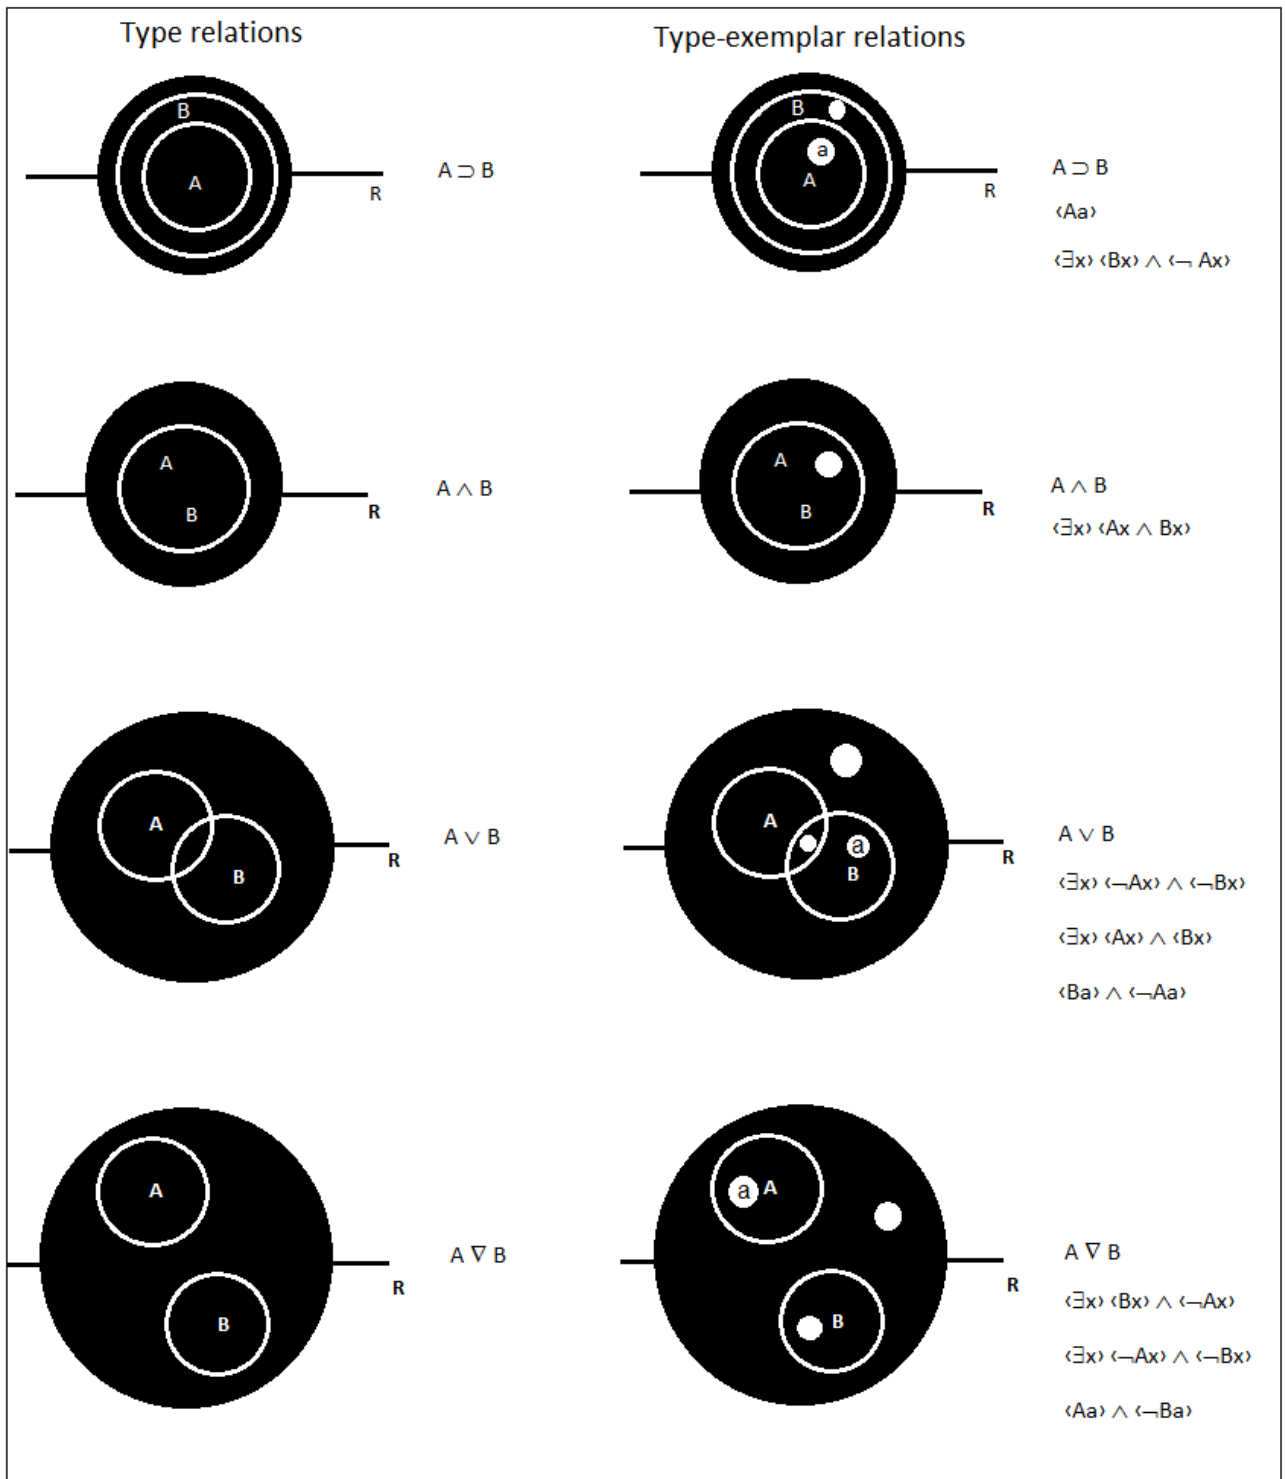 Type relations
Type-exemplar relations
B
A
R
A ⊃ B
B
a
A
R
A ⊃ B
‹Aa›
‹∃x› ‹Bx› ∧ ‹¬ Ax›
A
B
R
A ∧ B
A
B
R
A ∧ B
‹∃x› ‹Ax ∧ Bx›
A
B
R
A ∨ B
A
a
B
R
A ∨ B
‹∃x› ‹¬Ax› ∧ ‹¬Bx›
‹∃x› ‹Ax› ∧ ‹Bx›
‹Ba› ∧ ‹¬Aa›
A
B
R
A ∇ B
a A
B
R
A ∇ B
‹∃x› ‹Bx› ∧ ‹¬Ax›
‹∃x› ‹¬Ax› ∧ ‹¬Bx›
‹Aa› ∧ ‹¬Ba›